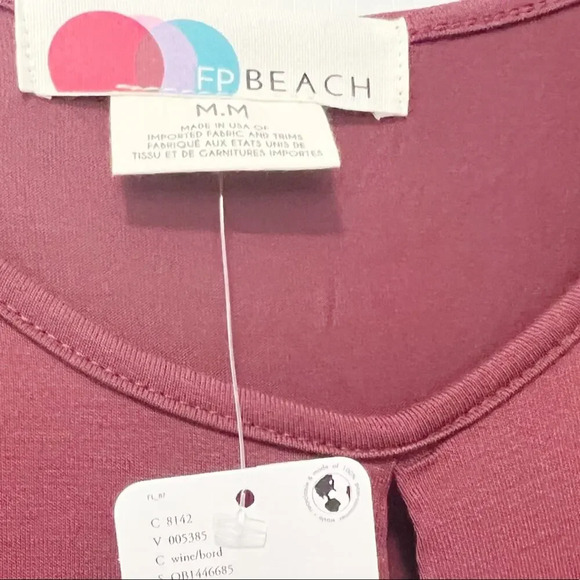 FP BEACH
M.M
MADE IN USA OF
IMPORTED FABRIC AND TRIMS
FABRIQUÉ AUX ÉTATS UNIS DE
TISSU ET DE GARNITURES IMPORTÉES
C 8142
V 005385
C wine/bord
S OB1446685